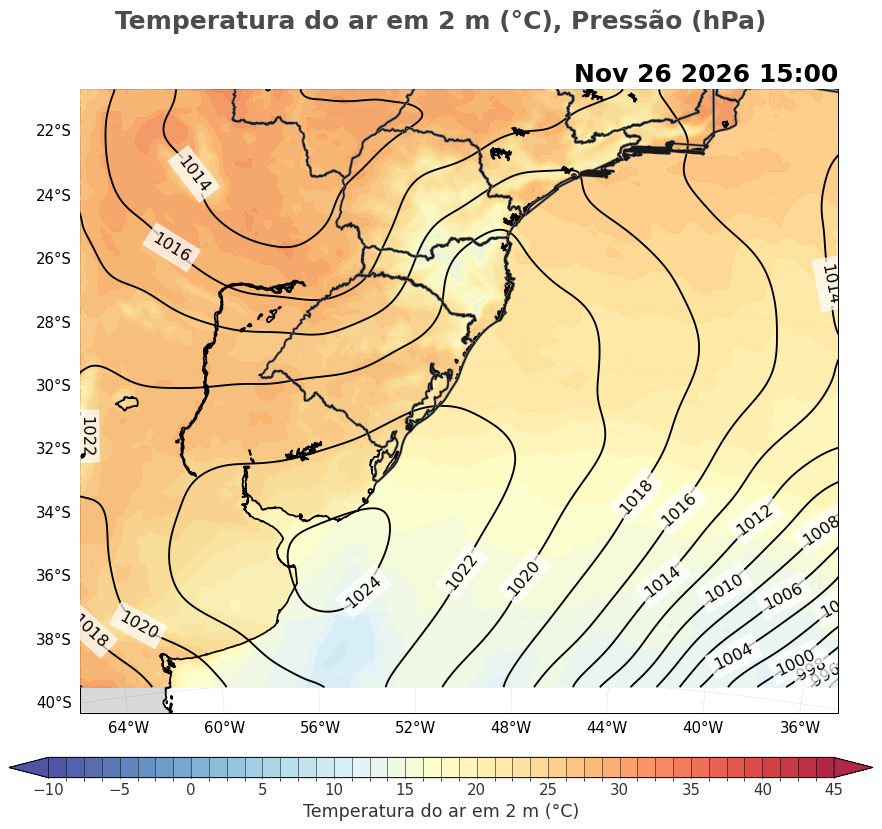 Temperatura do ar em 2 m (°C), Pressão (hPa)
Nov 26 2026 15:00
22°S
24°S
26°S
28°S
30°S
32°S
34°S
36°S
38°S
40°S
1014
1016
1014
1022
1018
1016
1012
1008
1024
1022
1020
1014
1010
1006
1018
1020
1004
1000
998
996
64°W 60°W 56°W 52°W 48°W 44°W 40°W 36°W
−10 −5 0 5 10 15 20 25 30 35 40 45
Temperatura do ar em 2 m (°C)